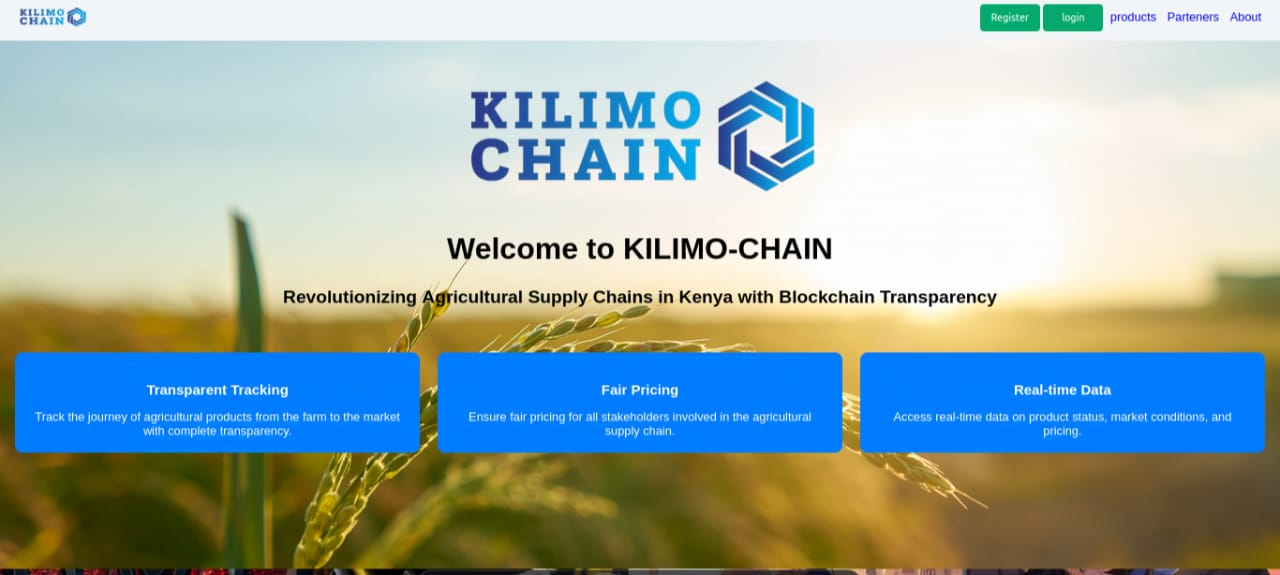 KILIMO
CHAIN
Register
login
products
Parteners
About
KILIMO
CHAIN
Welcome to KILIMO-CHAIN
Revolutionizing Agricultural Supply Chains in Kenya with Blockchain Transparency
Transparent Tracking
Track the journey of agricultural products from the farm to the market
with complete transparency.
Fair Pricing
Ensure fair pricing for all stakeholders involved in the agricultural
supply chain.
Real-time Data
Access real-time data on product status, market conditions, and
pricing.